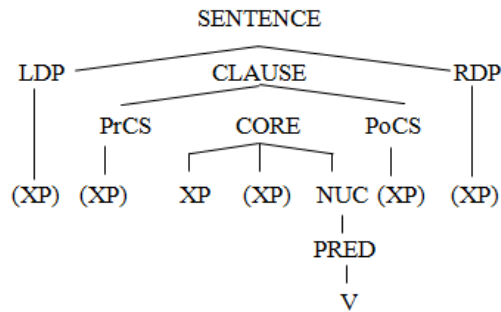 SENTENCE
LDP CLAUSE RDP
PrCS CORE PoCS
(XP) (XP) XP (XP) NUC (XP) (XP)
PRED
V